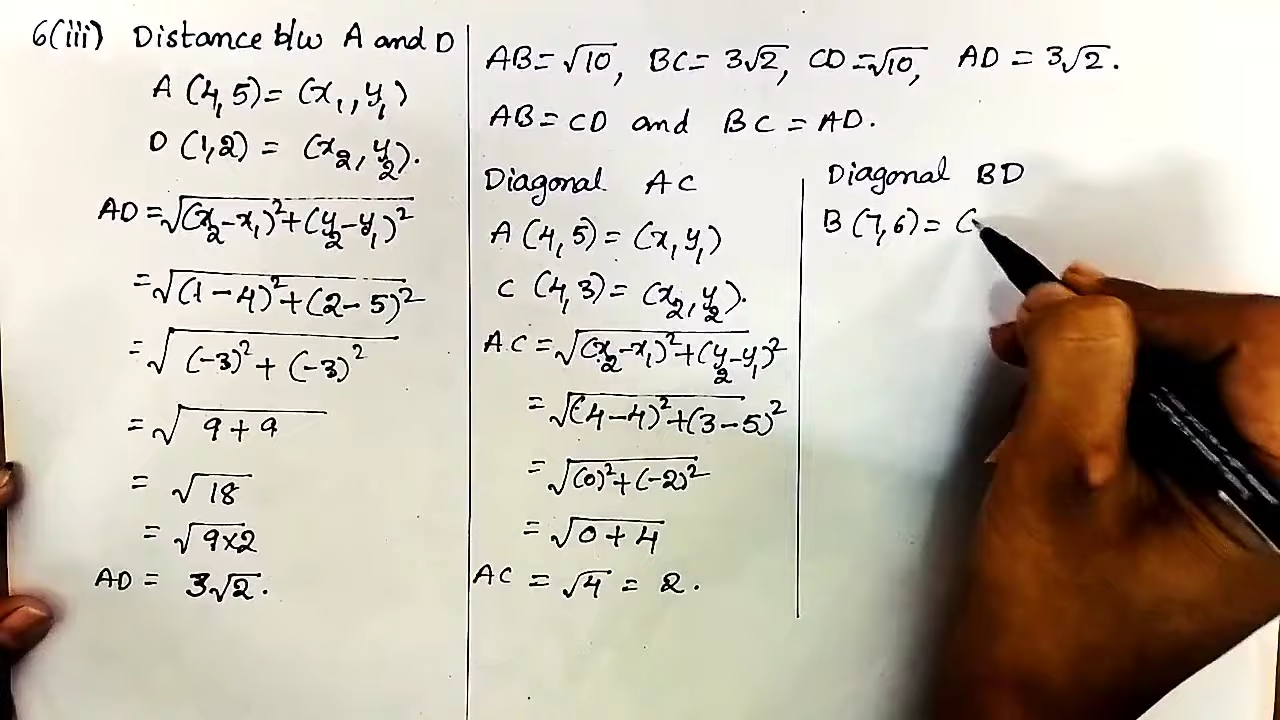 6(iii) Distance b/w A and D
A (4,5) = (x₁, y₁)
D (1,2) = (x₂, y₂).
AD = √(x₂-x₁)²+(y₂-y₁)²
= √(1-4)²+(2-5)²
= √(-3)²+(-3)²
= √9+9
= √18
= √9×2
AD = 3√2.
AB = √10, BC = 3√2, CD = √10, AD = 3√2.
AB = CD and BC = AD.
Diagonal AC
A (4,5) = (x₁y₁)
C (4,3) = (x₂,y₂).
AC = √(x₂-x₁)²+(y₂-y₁)²
= √(4-4)²+(3-5)²
= √(0)²+(-2)²
= √0+4
AC = √4 = 2.
Diagonal BD
B (7,6) = (